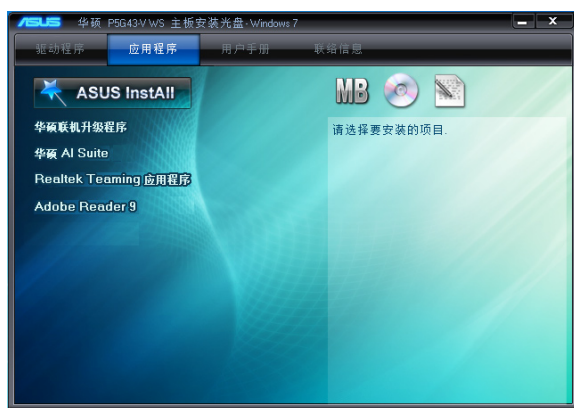 ASUS 华硕 P5G43-V WS 主板安装光盘-Windows 7
驱动程序 应用程序 用户手册 联络信息
ASUS InstAll
MB
华硕联机升级程序
请选择要安装的项目.
华硕 AI Suite
Realtek Teaming 应用程序
Adobe Reader 9